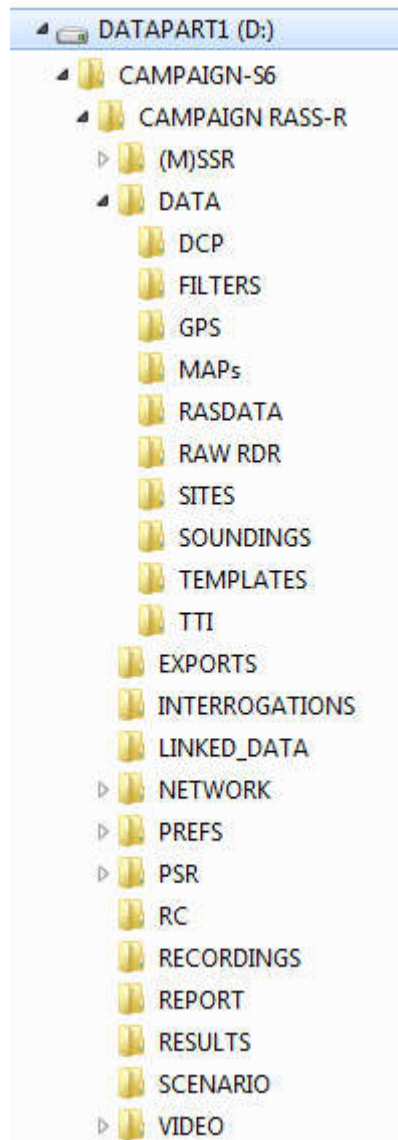 DATAPART1 (D:)
CAMPAIGN-S6
CAMPAIGN RASS-R
(M)SSR
DATA
DCP
FILTERS
GPS
MAPs
RASDATA
RAW RDR
SITES
SOUNDINGS
TEMPLATES
TTI
EXPORTS
INTERROGATIONS
LINKED_DATA
NETWORK
PREFS
PSR
RC
RECORDINGS
REPORT
RESULTS
SCENARIO
VIDEO